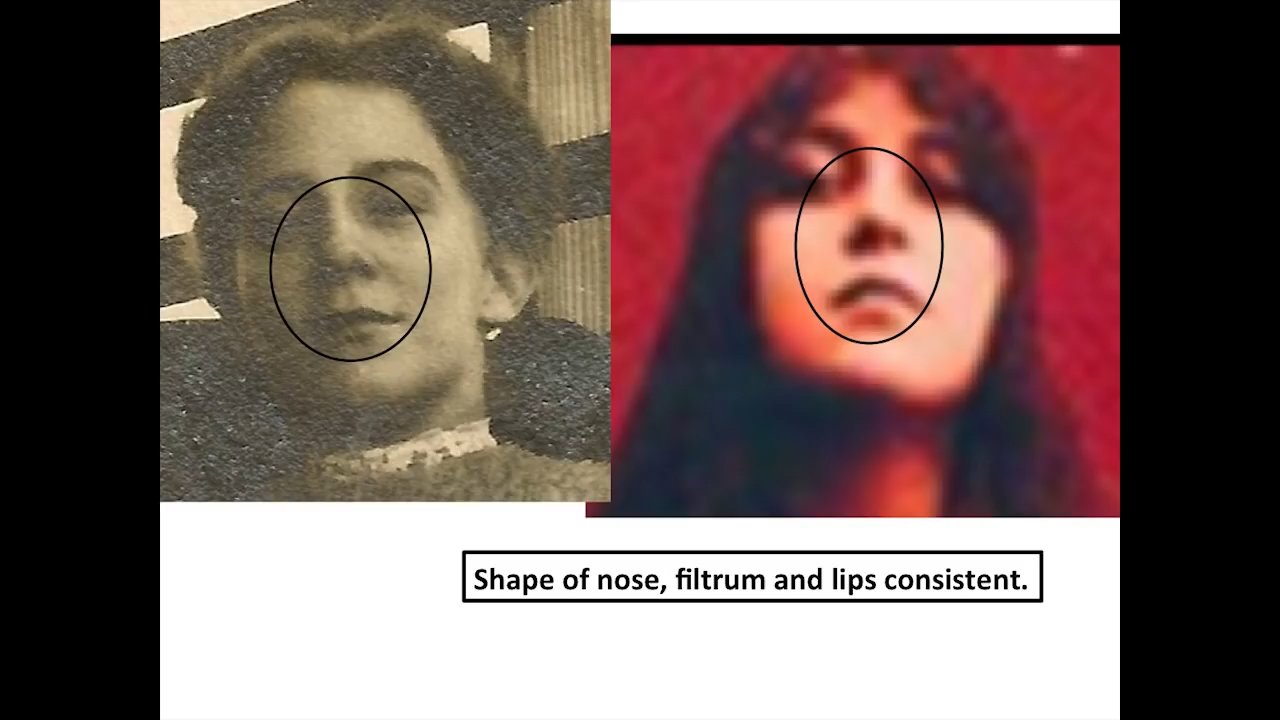 Shape of nose, filtrum and lips consistent.